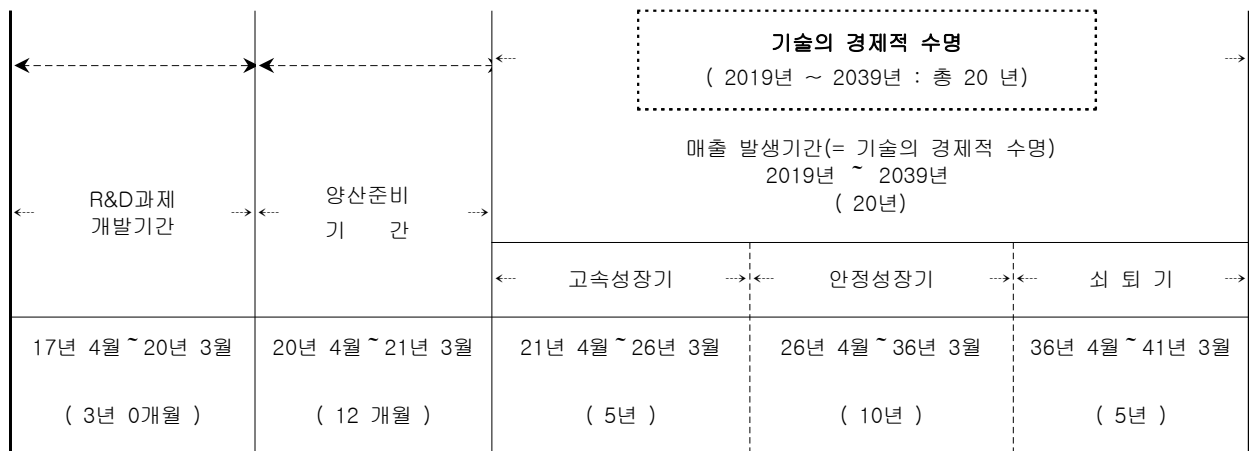 기술의 경제적 수명
( 2019년 ~ 2039년 : 총 20 년)
매출 발생기간(= 기술의 경제적 수명)
2019년 ~ 2039년
( 20년)
R&D과제
개발기간
양산준비
기 간
고속성장기
안정성장기
쇠 퇴 기
17년 4월~20년 3월
20년 4월~21년 3월
21년 4월~26년 3월
26년 4월~36년 3월
36년 4월~41년 3월
( 3년 0개월 )
( 12 개월 )
( 5년 )
( 10년 )
( 5년 )